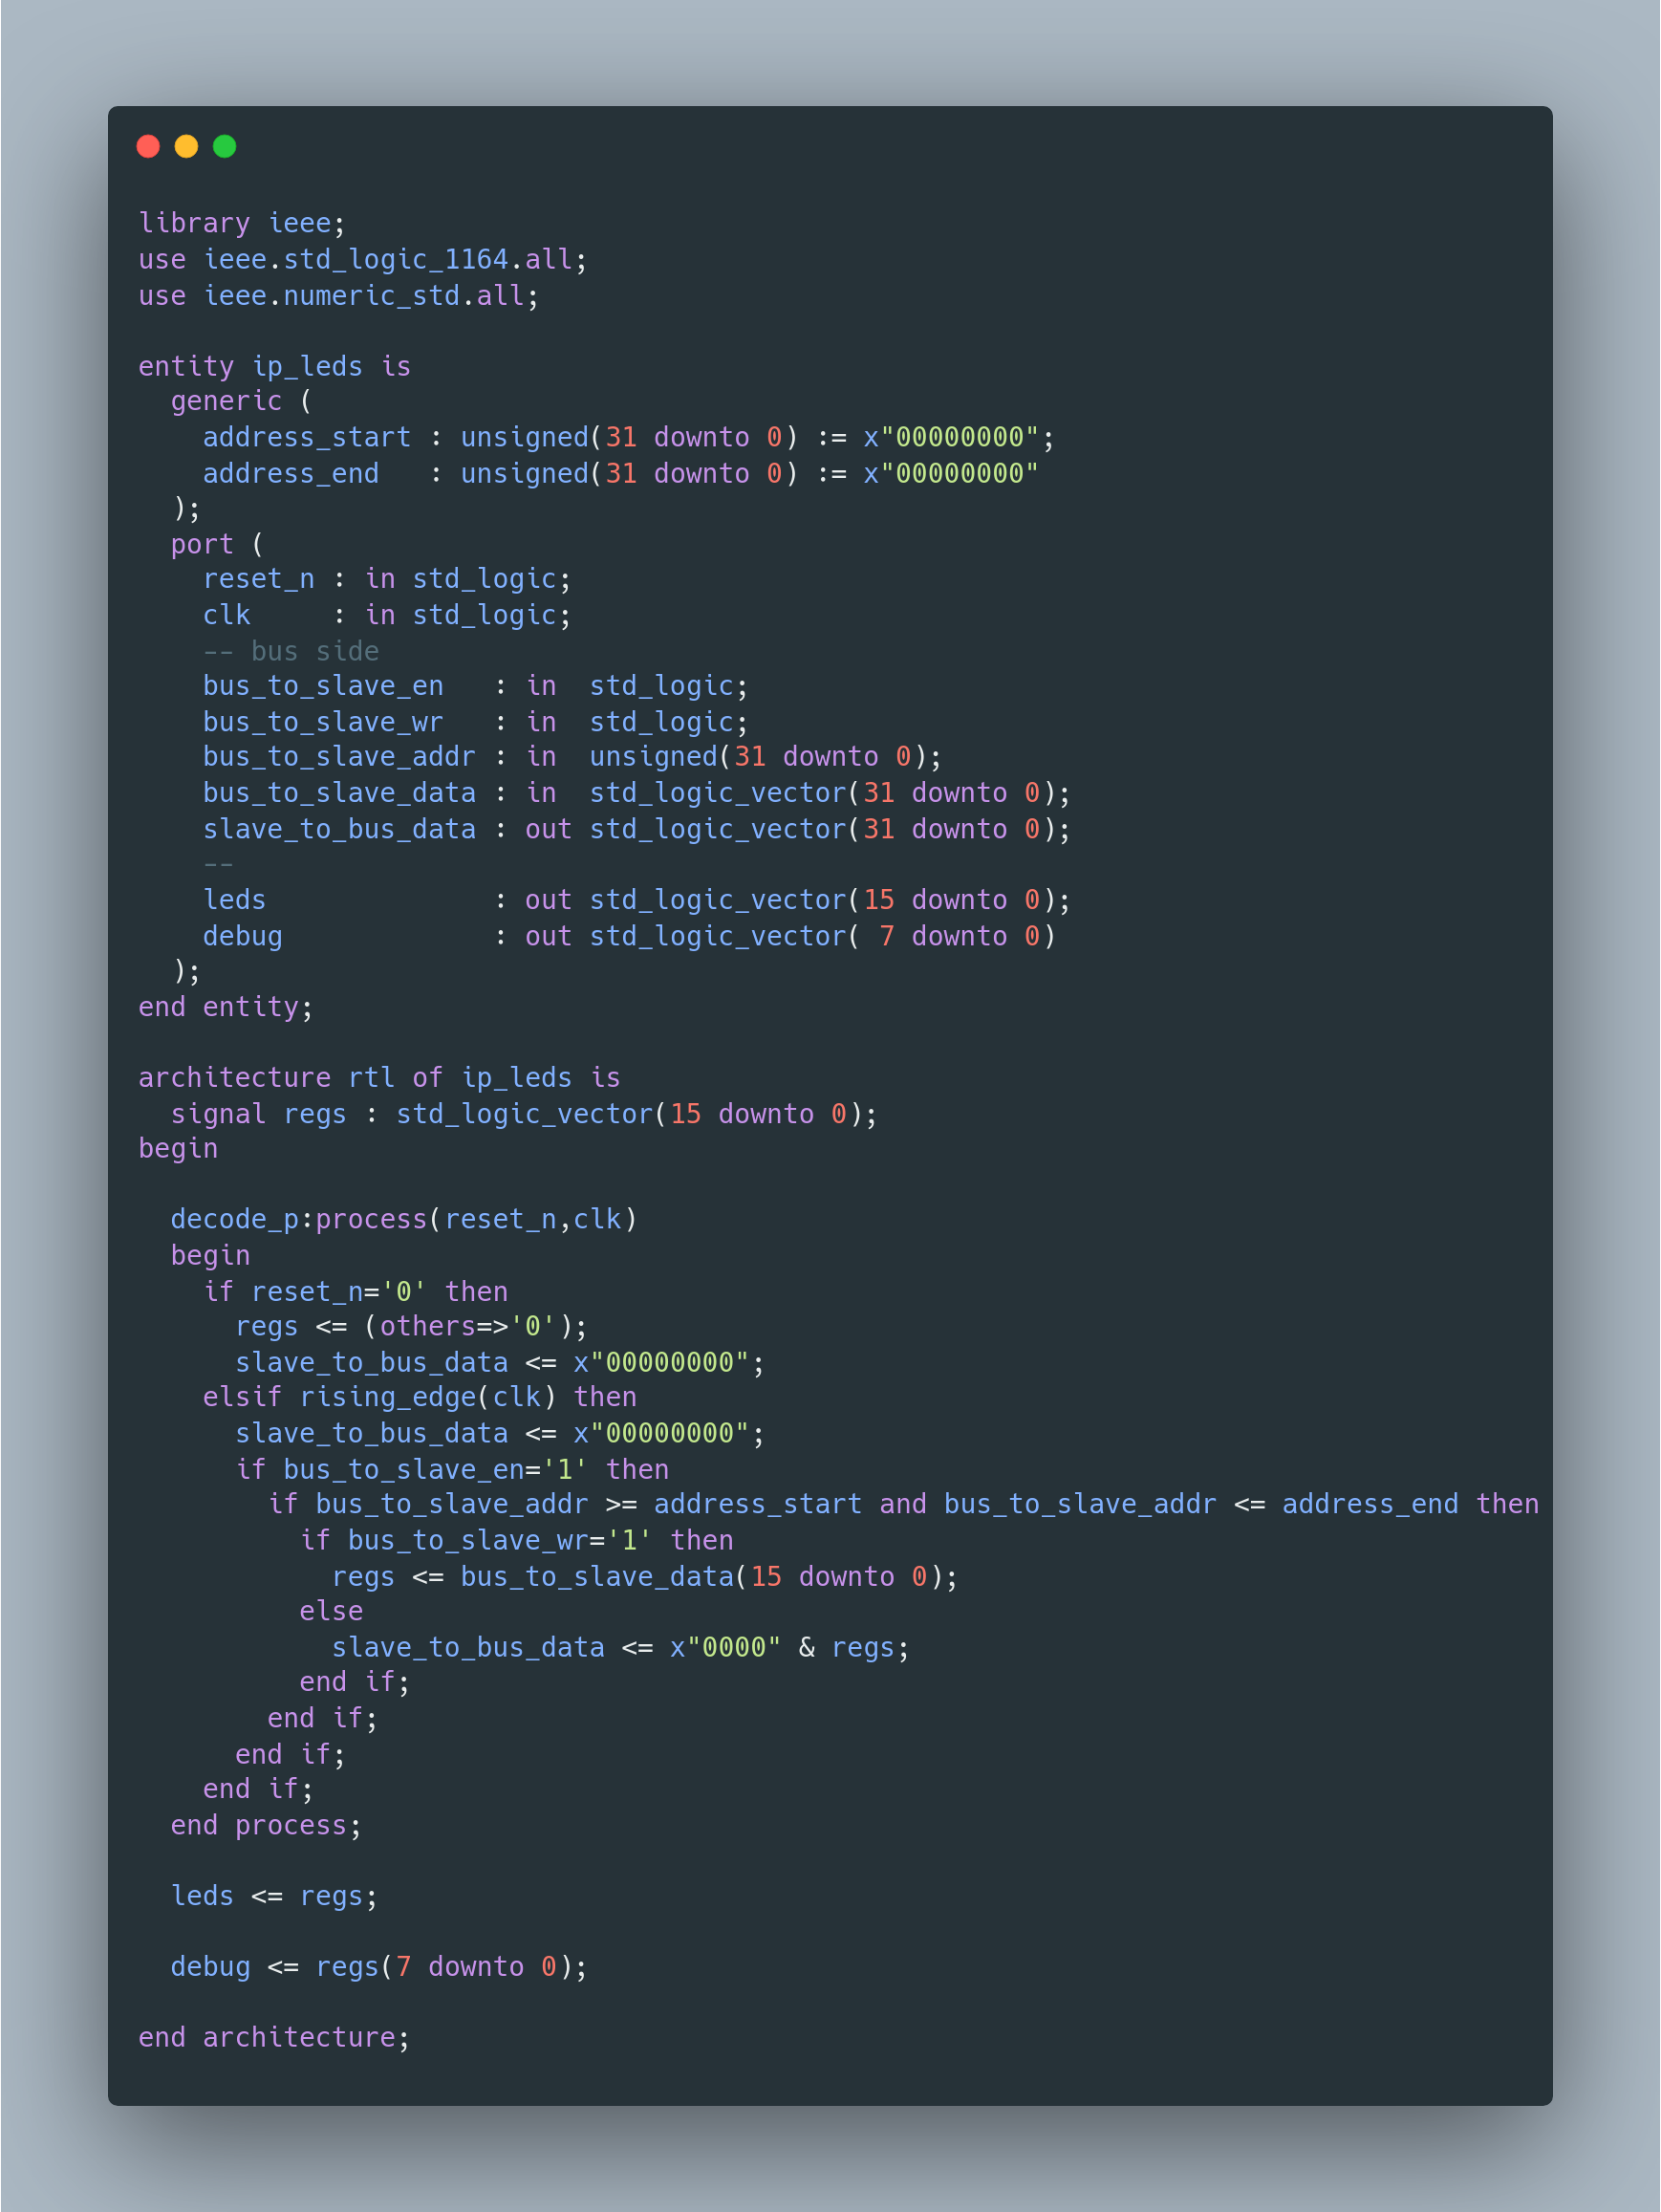 library ieee;
use ieee.std_logic_1164.all;
use ieee.numeric_std.all;

entity ip_leds is
  generic (
    address_start : unsigned(31 downto 0) := x"00000000";
    address_end   : unsigned(31 downto 0) := x"00000000"
  );
  port (
    reset_n : in std_logic;
    clk     : in std_logic;
    -- bus side
    bus_to_slave_en   : in  std_logic;
    bus_to_slave_wr   : in  std_logic;
    bus_to_slave_addr : in  unsigned(31 downto 0);
    bus_to_slave_data : in  std_logic_vector(31 downto 0);
    slave_to_bus_data : out std_logic_vector(31 downto 0);
    --
    leds              : out std_logic_vector(15 downto 0);
    debug             : out std_logic_vector( 7 downto 0)
  );
end entity;

architecture rtl of ip_leds is
  signal regs : std_logic_vector(15 downto 0);
begin

  decode_p:process(reset_n,clk)
  begin
    if reset_n='0' then
      regs <= (others=>'0');
      slave_to_bus_data <= x"00000000";
    elsif rising_edge(clk) then
      slave_to_bus_data <= x"00000000";
      if bus_to_slave_en='1' then
        if bus_to_slave_addr >= address_start and bus_to_slave_addr <= address_end then
          if bus_to_slave_wr='1' then
            regs <= bus_to_slave_data(15 downto 0);
          else
            slave_to_bus_data <= x"0000" & regs;
          end if;
        end if;
      end if;
    end if;
  end process;

  leds <= regs;

  debug <= regs(7 downto 0);

end architecture;